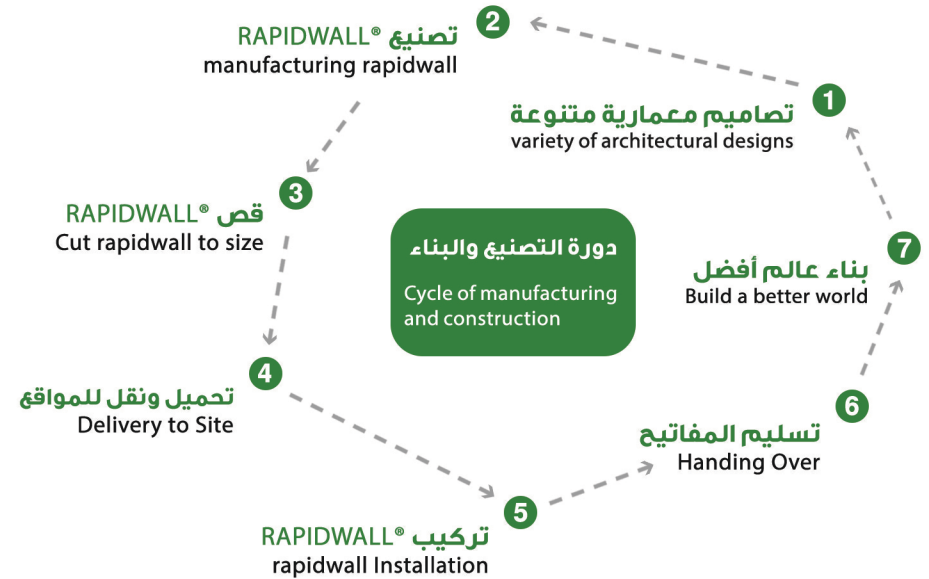 1
تصاميم معمارية متنوعة
variety of architectural designs
2
تصنيع RAPIDWALL®
manufacturing rapidwall
3
قص RAPIDWALL®
Cut rapidwall to size
4
تحميل ونقل للمواقع
Delivery to Site
5
تركيب RAPIDWALL®
rapidwall Installation
6
تسليم المفاتيح
Handing Over
7
بناء عالم أفضل
Build a better world
دورة التصنيع والبناء
Cycle of manufacturing
and construction